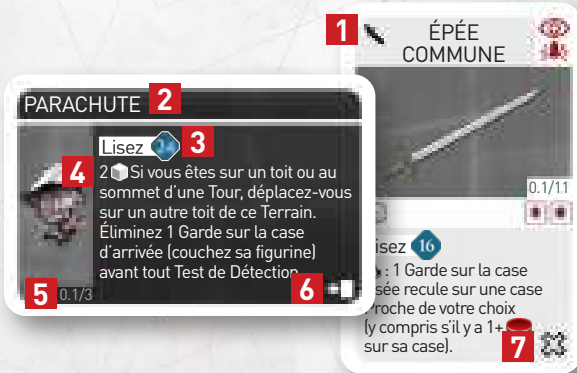 1
ÉPÉE
COMMUNE
PARACHUTE 2
Lisez 3
4
2 Si vous êtes sur un toit ou au
sommet d'une Tour, déplacez-vous
sur un autre toit de ce Terrain.
Éliminez 1 Garde sur la case
d'arrivée (couchez sa figurine)
avant tout Test de Détection
5 0.1/3
6
0.1/11
16
: 1 Garde sur la case
recule sur une case
Proche de votre choix
(y compris s'il y a 1+
sur sa case).
7